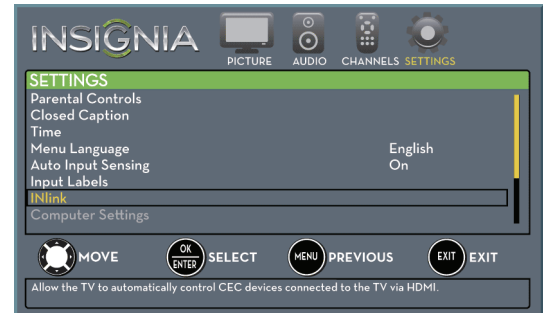 INSIGNIA
PICTURE AUDIO CHANNELS SETTINGS
SETTINGS
Parental Controls
Closed Caption
Time
Menu Language English
Auto Input Sensing On
Input Labels
INlink
Computer Settings
MOVE OK ENTER SELECT MENU PREVIOUS EXIT EXIT
Allow the TV to automatically control CEC devices connected to the TV via HDMI.